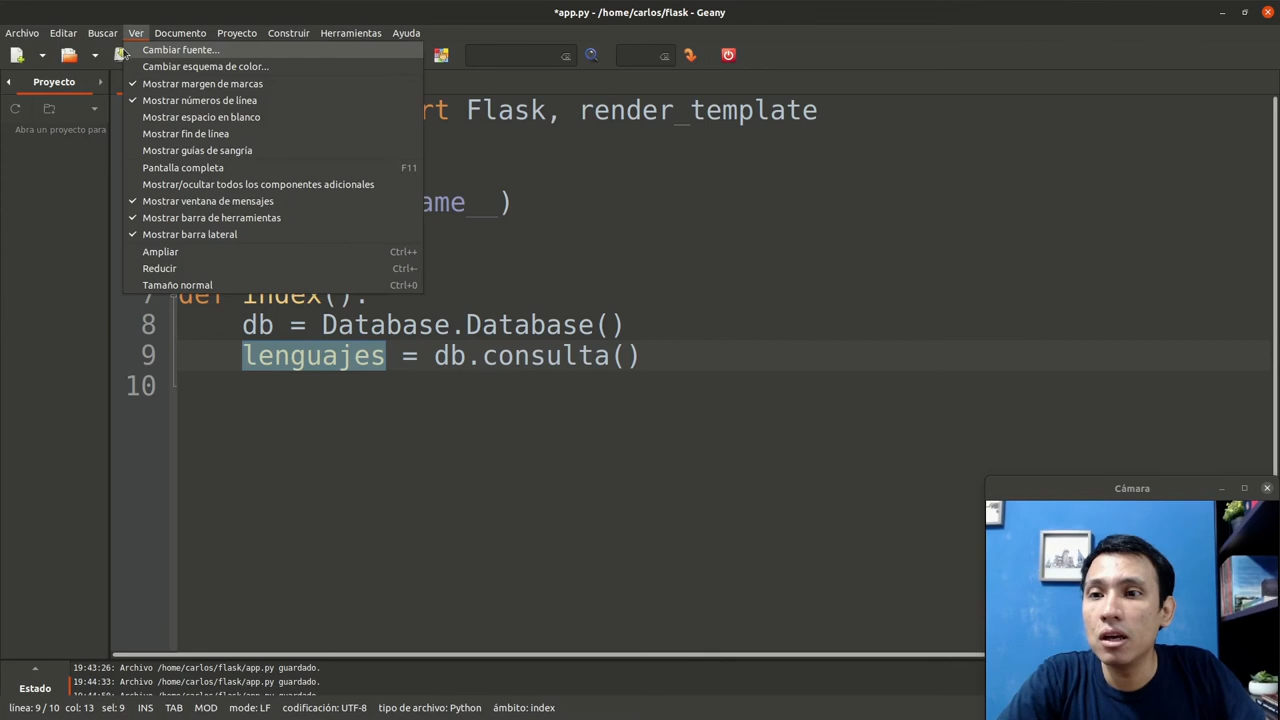 *app.py - /home/carlos/flask - Geany
Archivo Editar Buscar Ver Documento Proyecto Construir Herramientas Ayuda
Cambiar fuente...
Cambiar esquema de color...
Mostrar margen de marcas
Mostrar números de línea
Mostrar espacio en blanco
Mostrar fin de línea
Mostrar guías de sangría
Pantalla completa F11
Mostrar/ocultar todos los componentes adicionales
Mostrar ventana de mensajes
Mostrar barra de herramientas
Mostrar barra lateral
Ampliar Ctrl++
Reducir Ctrl+-
Tamaño normal Ctrl+0
Proyecto
Abra un proyecto para
rt Flask, render_template
ame__)
7 def index():
8 db = Database.Database()
9 lenguajes = db.consulta()
10
Cámara
19:43:26: Archivo /home/carlos/flask/app.py guardado.
19:44:33: Archivo /home/carlos/flask/app.py guardado.
Estado
línea: 9 / 10 col: 13 sel: 9 INS TAB MOD mode: LF codificación: UTF-8 tipo de archivo: Python ámbito: index